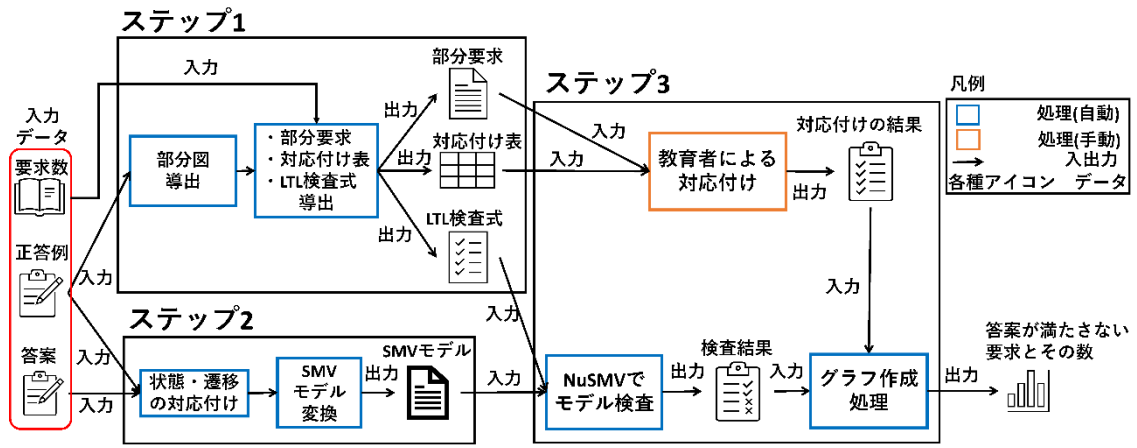 ステップ1
入力
データ
要求数
正答例
答案
入力
部分図
導出
・部分要求
・対応付け表
・LTL検査式
導出
出力
部分要求
出力
対応付け表
出力
LTL検査式
入力
入力
入力
ステップ2
状態・遷移
の対応付け
SMV
モデル
変換
出力
SMVモデル
入力
入力
ステップ3
入力
入力
教育者による
対応付け
出力
対応付けの結果
入力
NuSMVで
モデル検査
出力
検査結果
入力
グラフ作成
処理
出力
答案が満たさない
要求とその数
凡例
処理(自動)
処理(手動)
入出力
各種アイコン データ